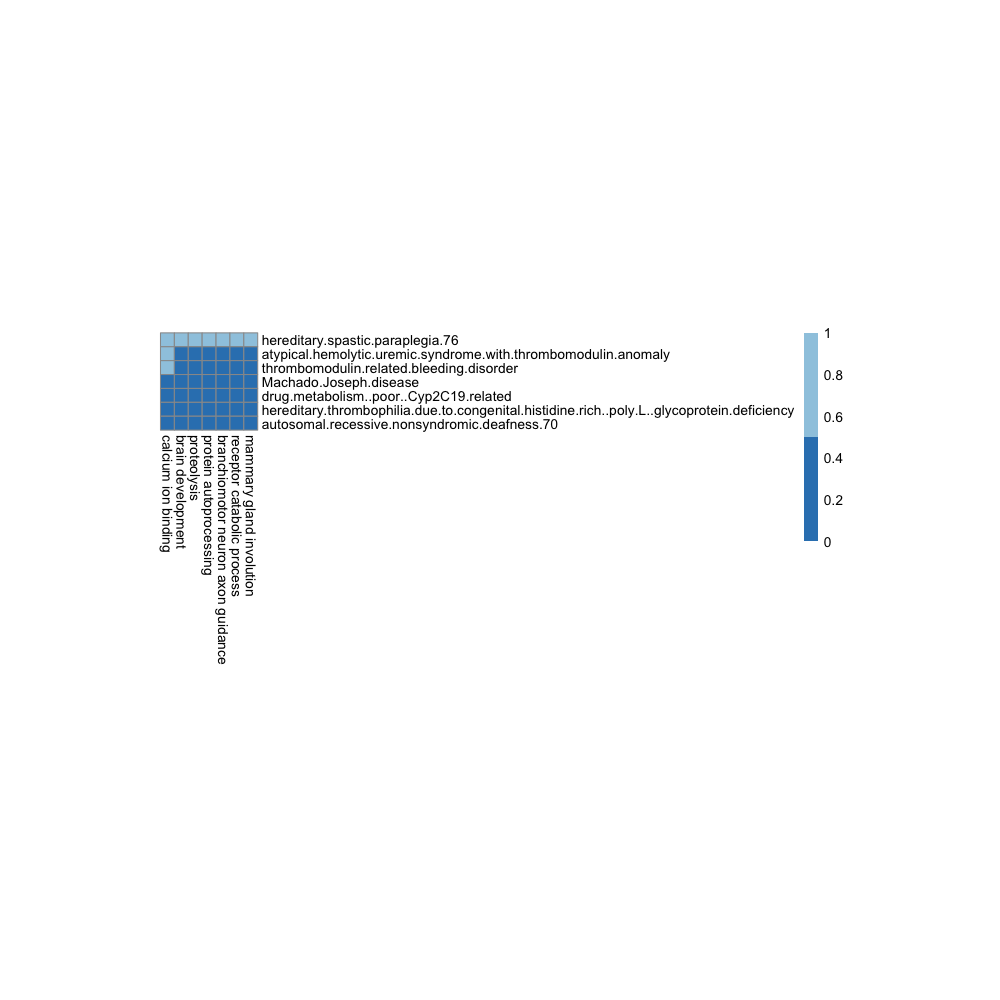 hereditary.spastic.paraplegia.76
atypical.hemolytic.uremic.syndrome.with.thrombomodulin.anomaly
thrombomodulin.related.bleeding.disorder
Machado.Joseph.disease
drug.metabolism..poor..Cyp2C19.related
hereditary.thrombophilia.due.to.congenital.histidine.rich..poly.L..glycoprotein.deficiency
autosomal.recessive.nonsyndromic.deafness.70
calcium ion binding
brain development
proteolysis
protein autoprocessing
branchiomotor neuron axon guidance
receptor catabolic process
mammary gland involution
1
0.8
0.6
0.4
0.2
0